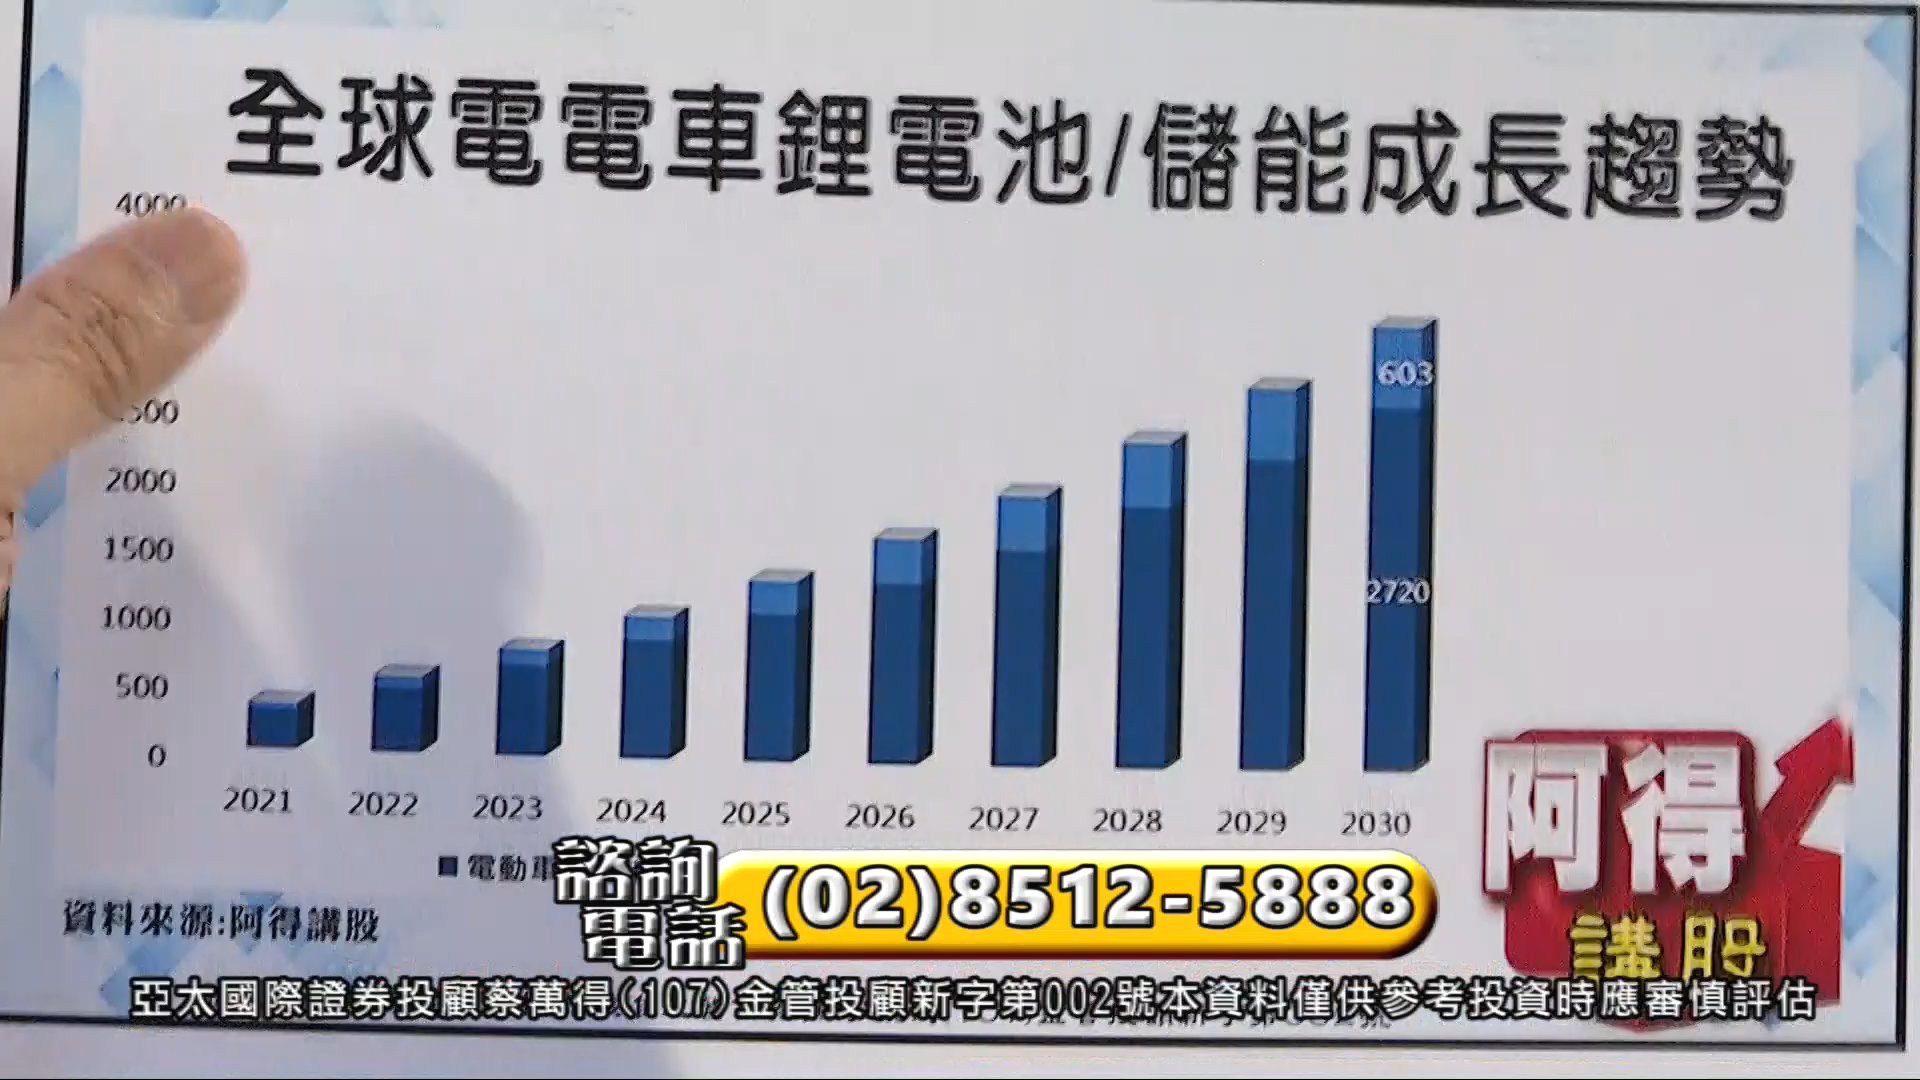 全球電電車鋰電池/儲能成長趨勢
4000
2000
1500
1000
500
0
603
2720
2021 2022 2023 2024 2025 2026 2027 2028 2029 2030
■ 電動車
資料來源:阿得講股
諮詢電話
(02)8512-5888
阿得
講股
亞太國際證券投顧蔡萬得(107)金管投顧新字第002號本資料僅供參考投資時應審慎評估